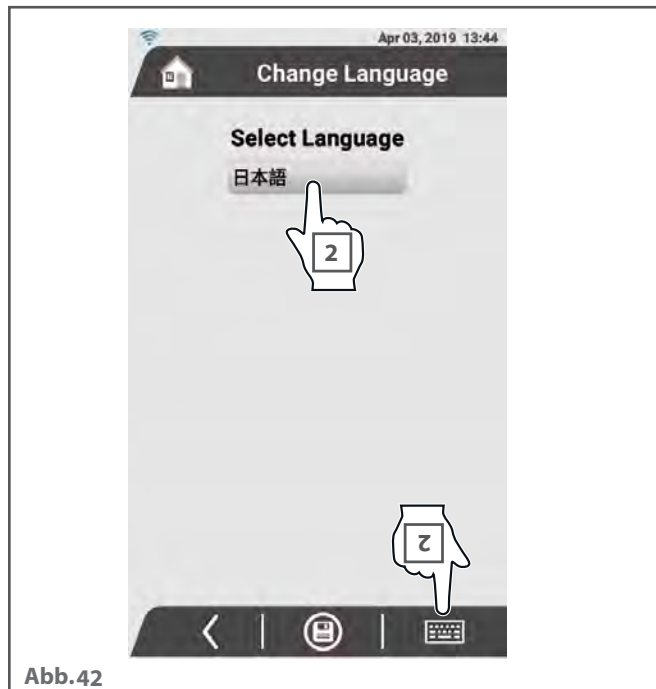 Apr 03, 2019 13:44
Change Language
Select Language
日本語
2
2
Abb.42